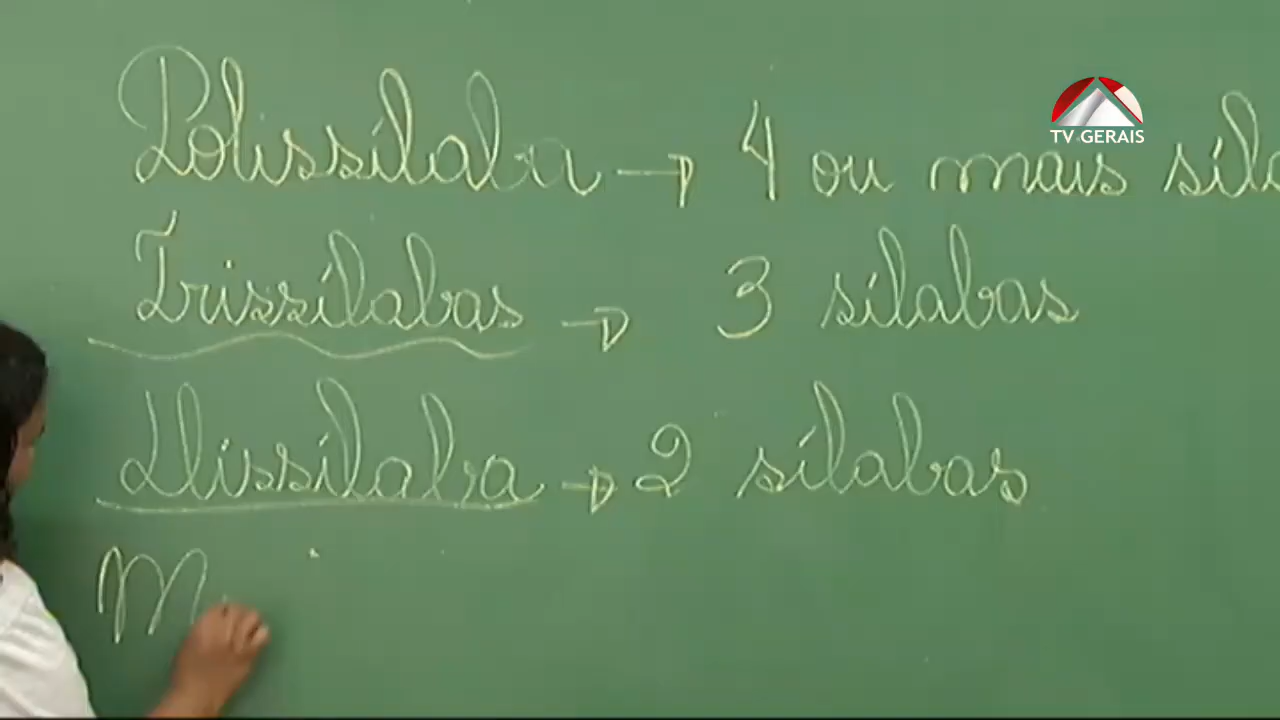 TV GERAIS
Polissílaba → 4 ou mais síla
Trissílabas → 3 sílabas
Dissílaba → 2 sílabas
M